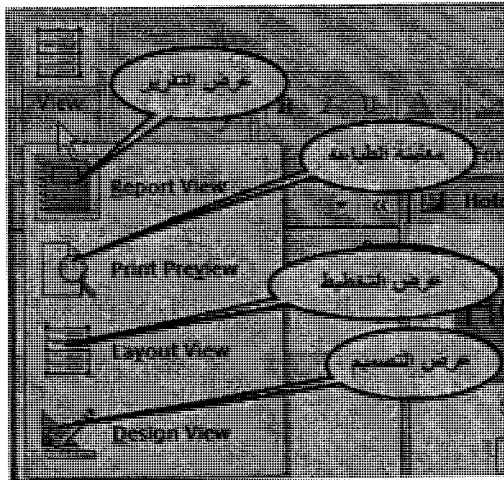 View
عرض التقرير
Report View
معاينة الطباعة
Print Preview
عرض التخطيط
Layout View
عرض التصميم
Design View